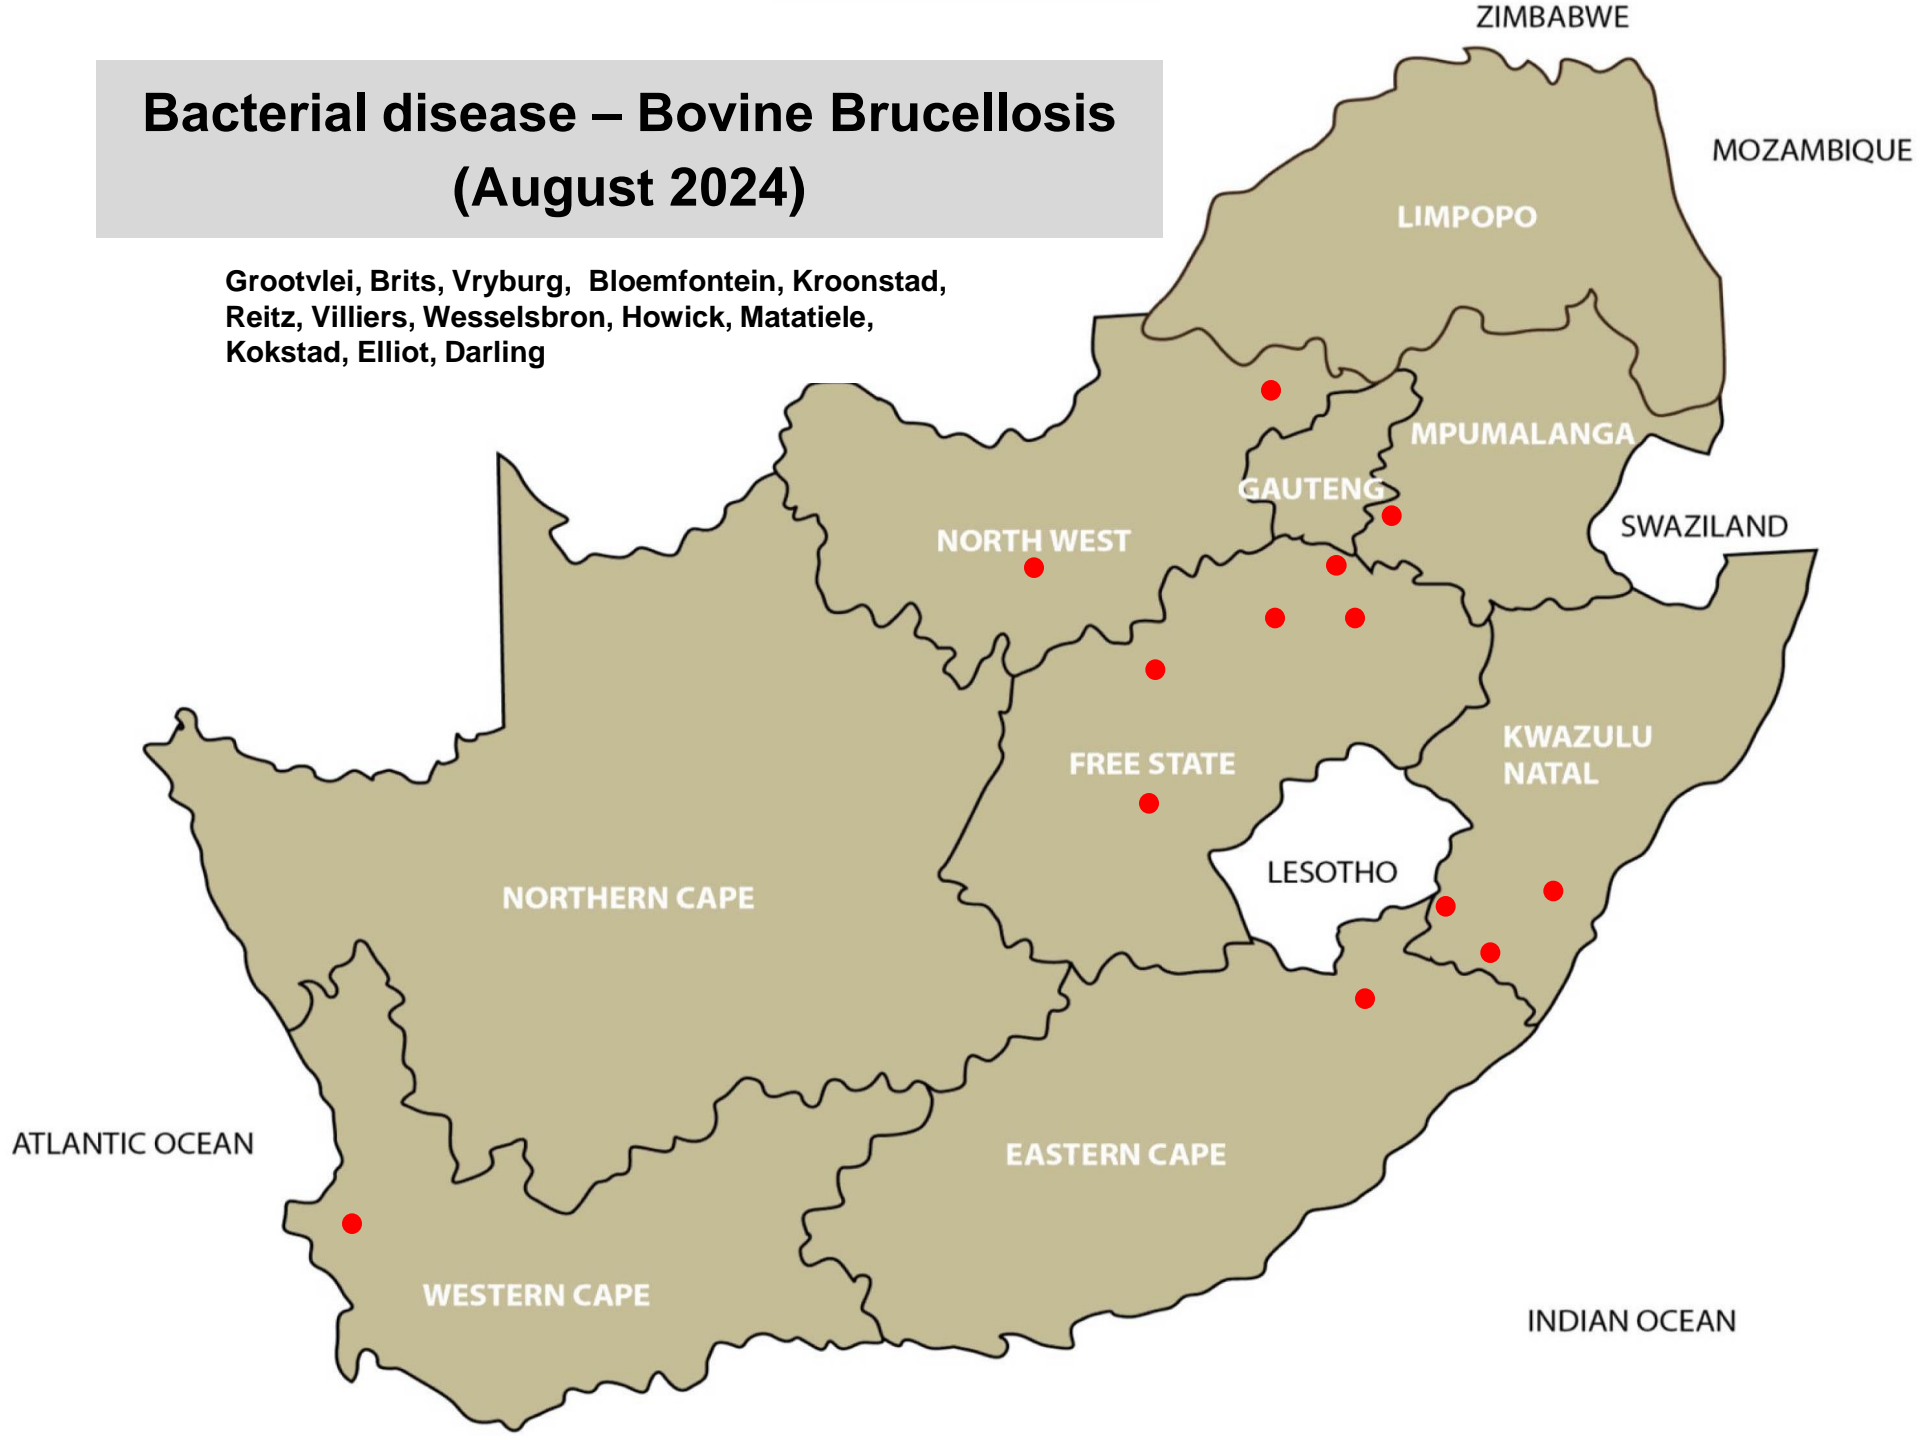 ZIMBABWE
Bacterial disease – Bovine Brucellosis
(August 2024)
MOZAMBIQUE
LIMPOPO
Grootvlei, Brits, Vryburg, Bloemfontein, Kroonstad,
Reitz, Villiers, Wesselsbron, Howick, Matatiele,
Kokstad, Elliot, Darling
MPUMALANGA
GAUTENG
SWAZILAND
NORTH WEST
KWAZULU
NATAL
FREE STATE
LESOTHO
NORTHERN CAPE
ATLANTIC OCEAN
EASTERN CAPE
WESTERN CAPE
INDIAN OCEAN